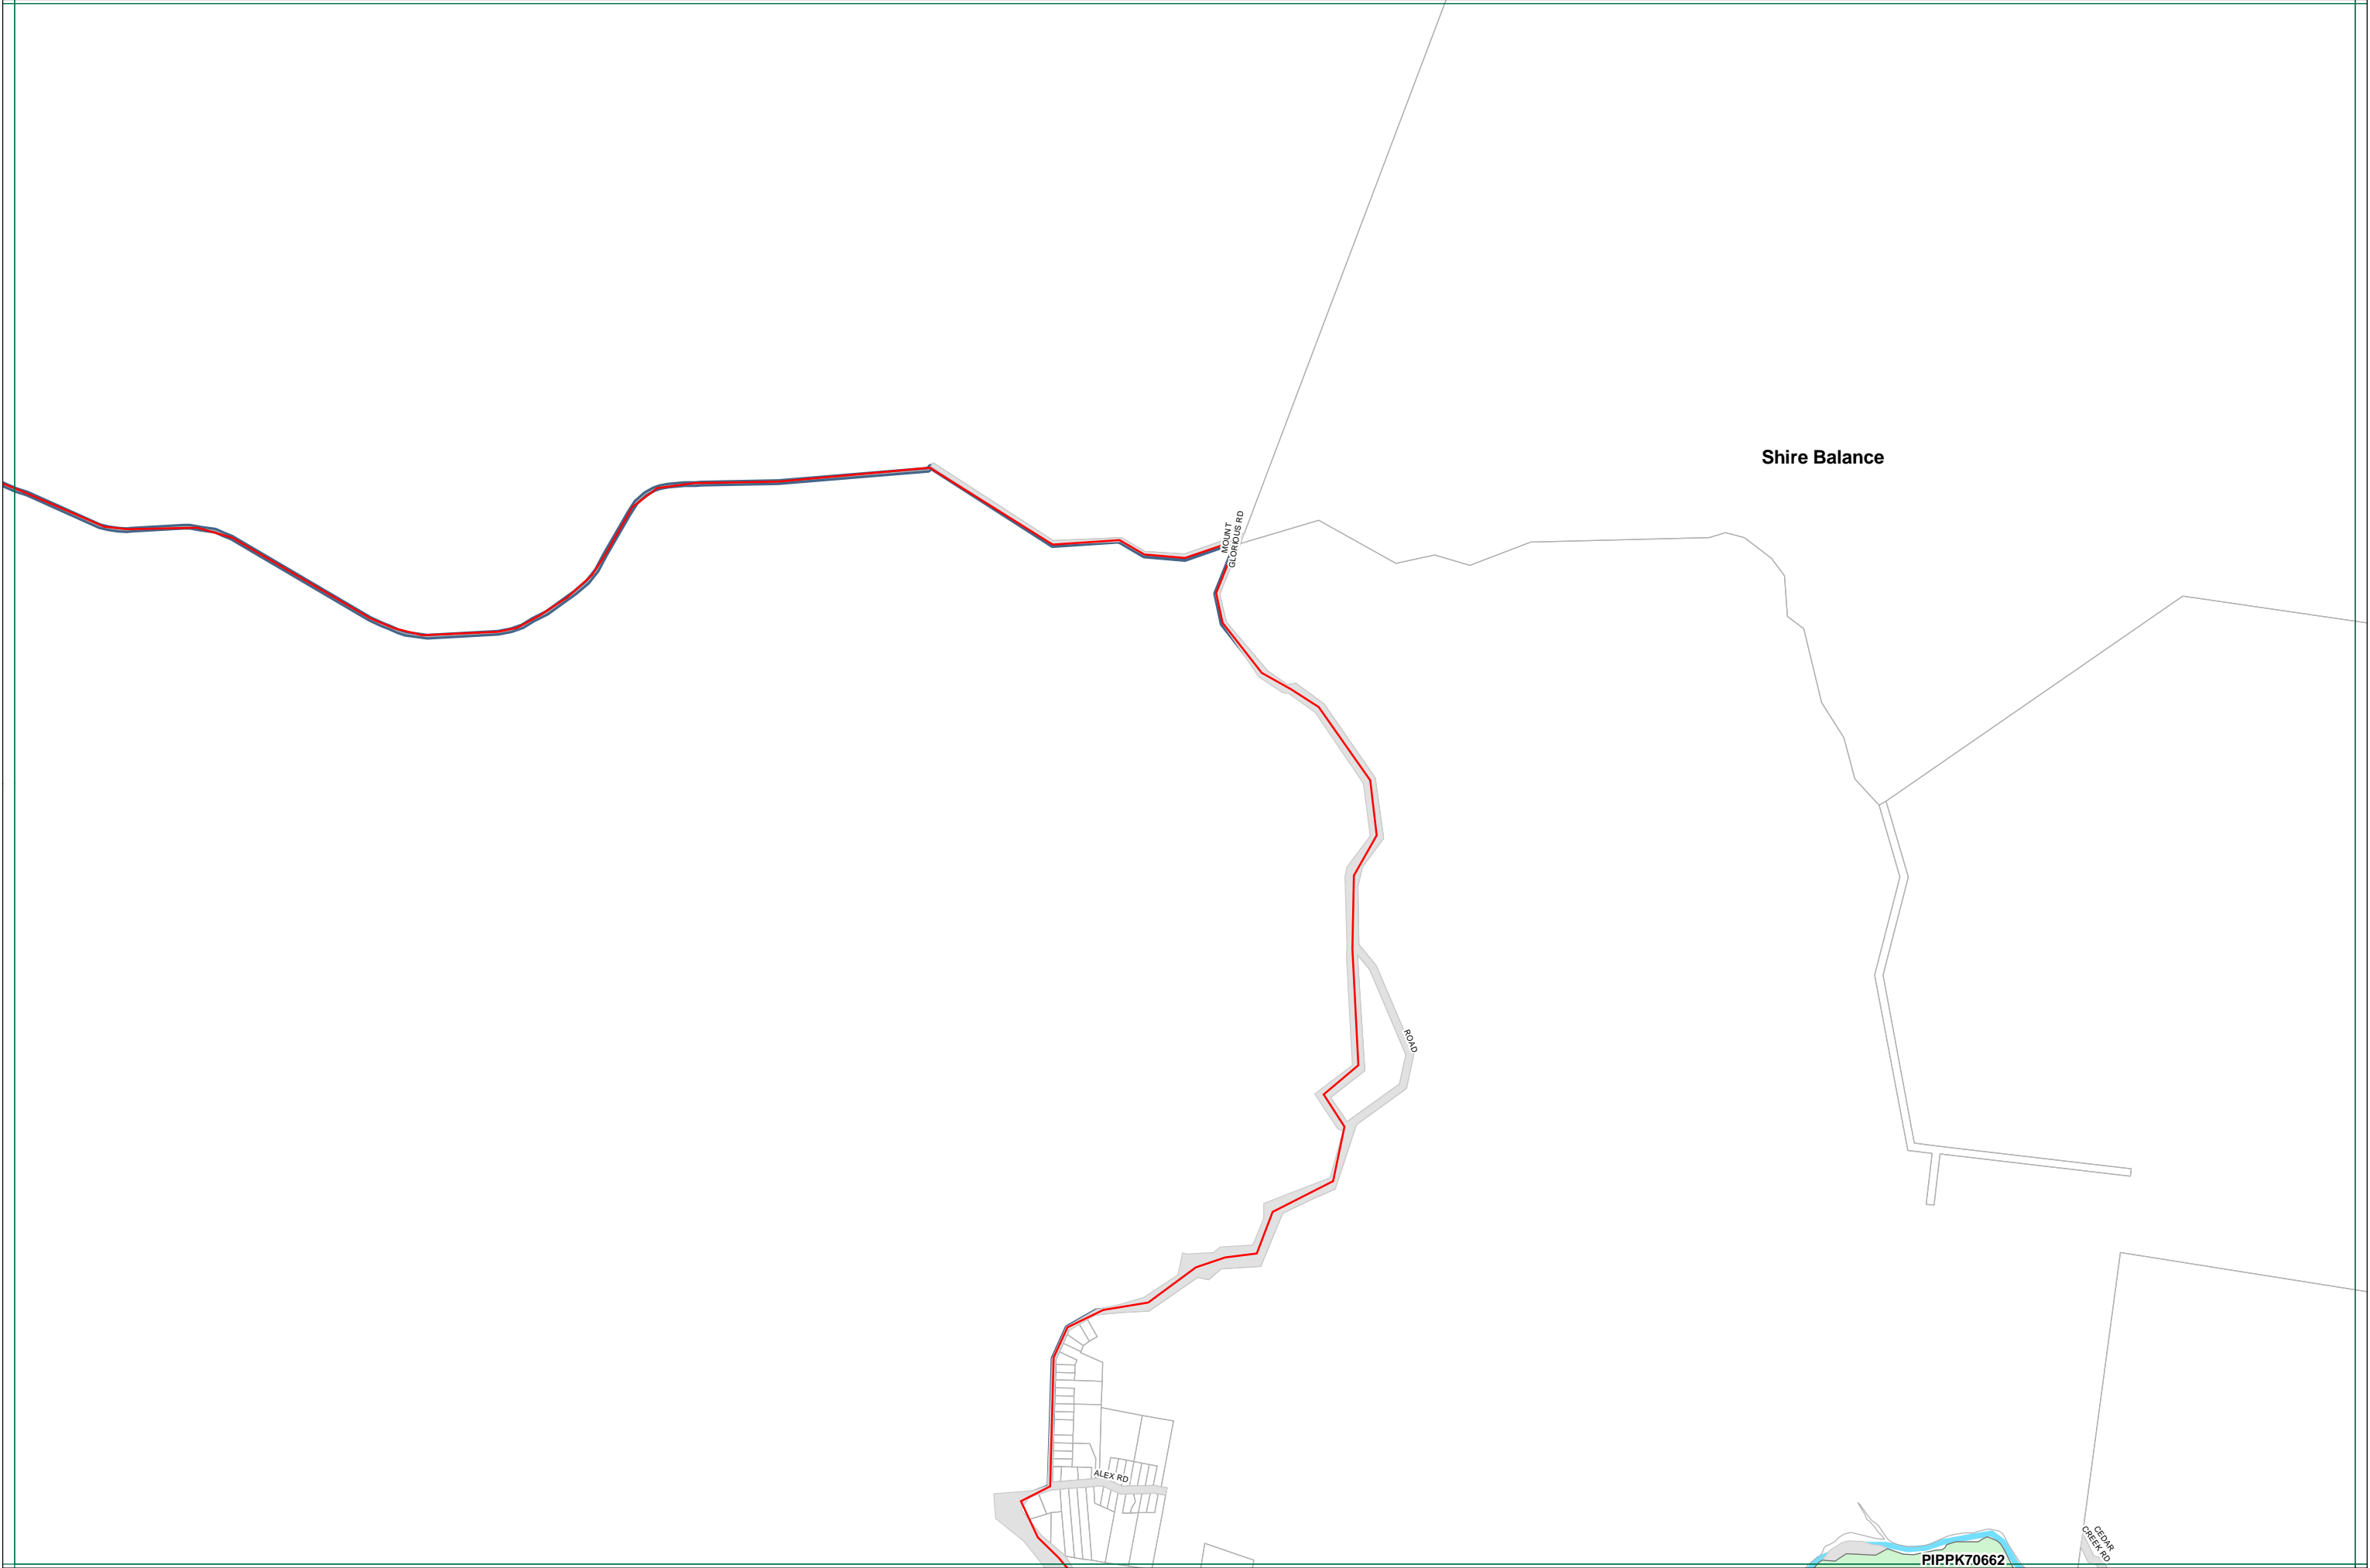 Shire Balance
MOUNT
GLORIOUS RD
ROAD
ALEX RD
CEDAR
CREEK RD
PIPPK70662